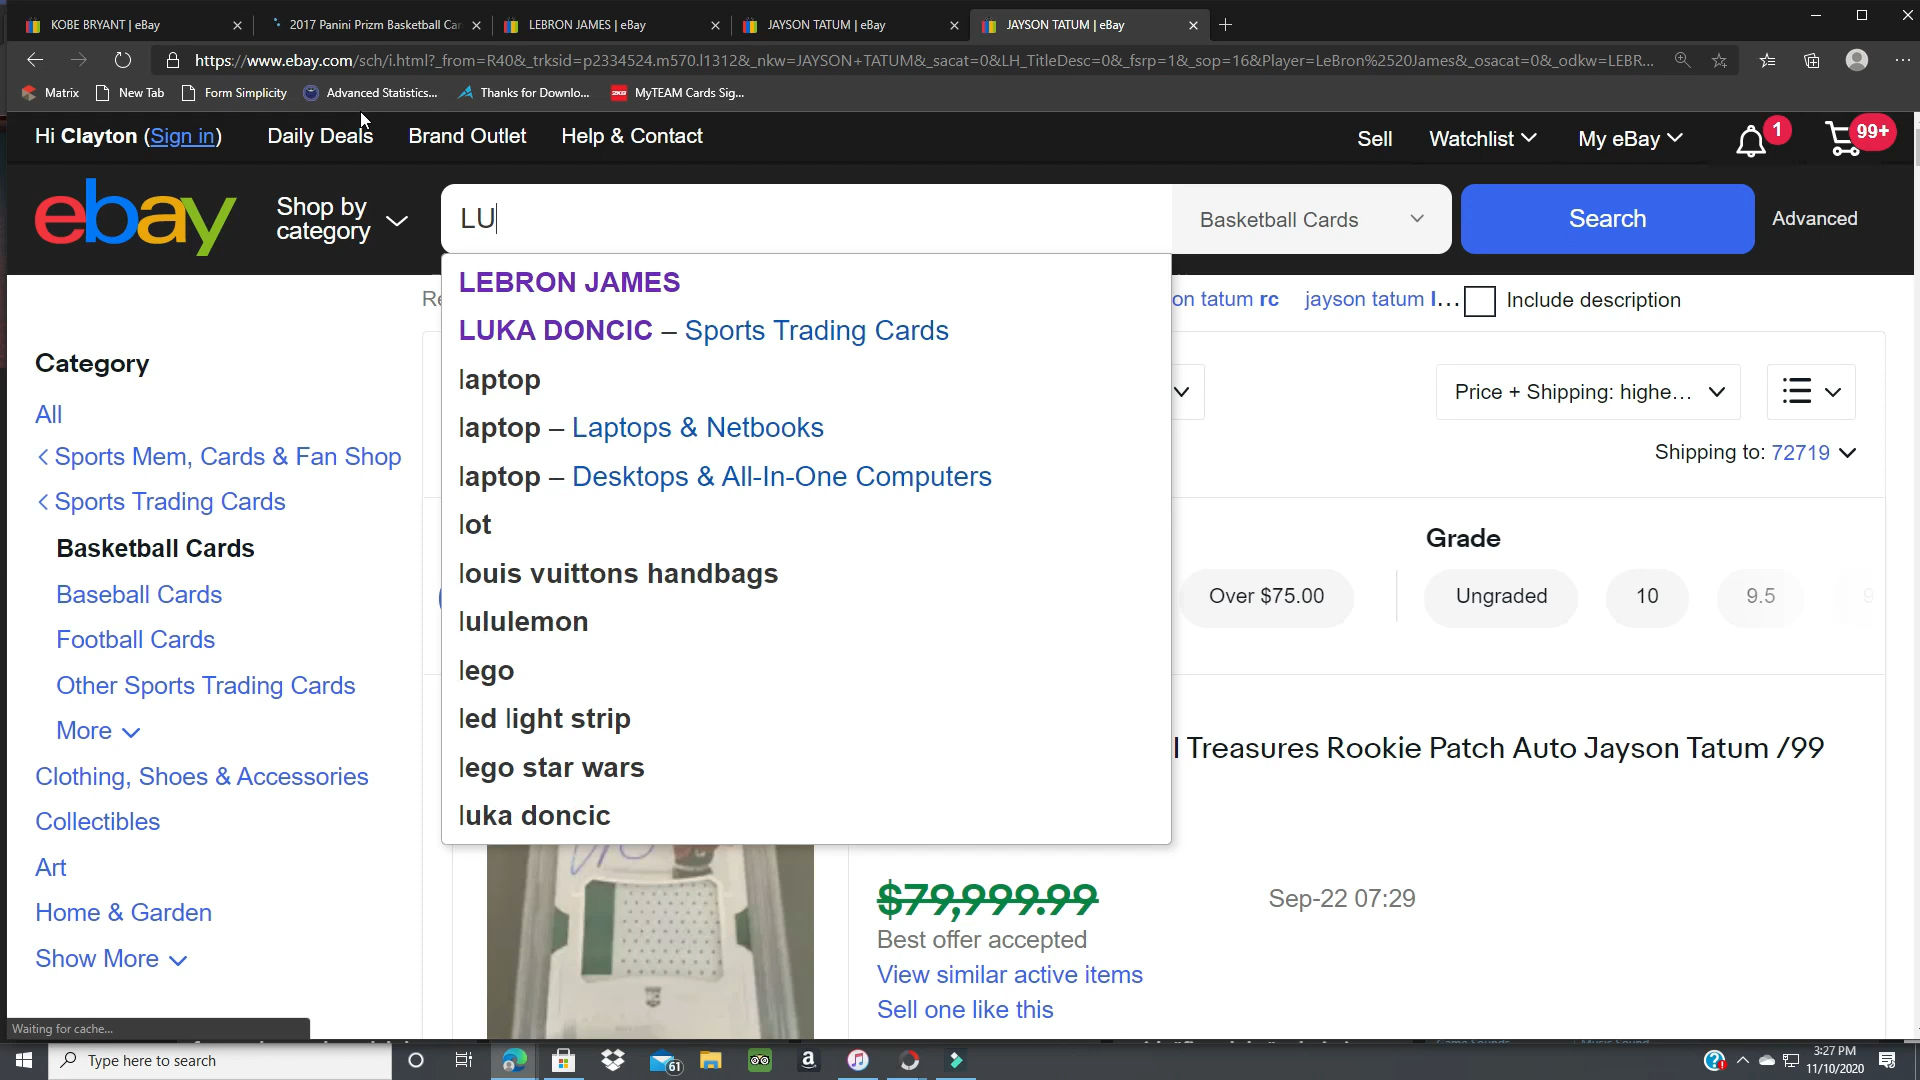 KOBE BRYANT | eBay
2017 Panini Prizm Basketball Car
LEBRON JAMES | eBay
JAYSON TATUM | eBay
JAYSON TATUM | eBay
https://www.ebay.com/sch/i.html?_from=R40&_trksid=p2334524.m570.l1312&_nkw=JAYSON+TATUM&_sacat=0&LH_TitleDesc=0&_fsrp=1&_sop=16&Player=LeBron%2520James&_osacat=0&_odkw=LEBR...
Matrix
New Tab
Form Simplicity
Advanced Statistics...
Thanks for Downlo...
MyTEAM Cards Sig...
Hi Clayton (Sign in)
Daily Deals
Brand Outlet
Help & Contact
Sell
Watchlist
My eBay
1
99+
ebay
Shop by
category
LU
Basketball Cards
Search
Advanced
LEBRON JAMES
LUKA DONCIC – Sports Trading Cards
laptop
laptop – Laptops & Netbooks
laptop – Desktops & All-In-One Computers
lot
louis vuittons handbags
lululemon
lego
led light strip
lego star wars
luka doncic
Re
on tatum rc
jayson tatum l...
Include description
Price + Shipping: highe...
Shipping to: 72719
Category
All
< Sports Mem, Cards & Fan Shop
< Sports Trading Cards
Basketball Cards
Baseball Cards
Football Cards
Other Sports Trading Cards
More
Clothing, Shoes & Accessories
Collectibles
Art
Home & Garden
Show More
Grade
Over $75.00
Ungraded
10
9.5
9
l Treasures Rookie Patch Auto Jayson Tatum /99
$79,999.99
Sep-22 07:29
Best offer accepted
View similar active items
Sell one like this
Waiting for cache...
Type here to search
61
3:27 PM
11/10/2020